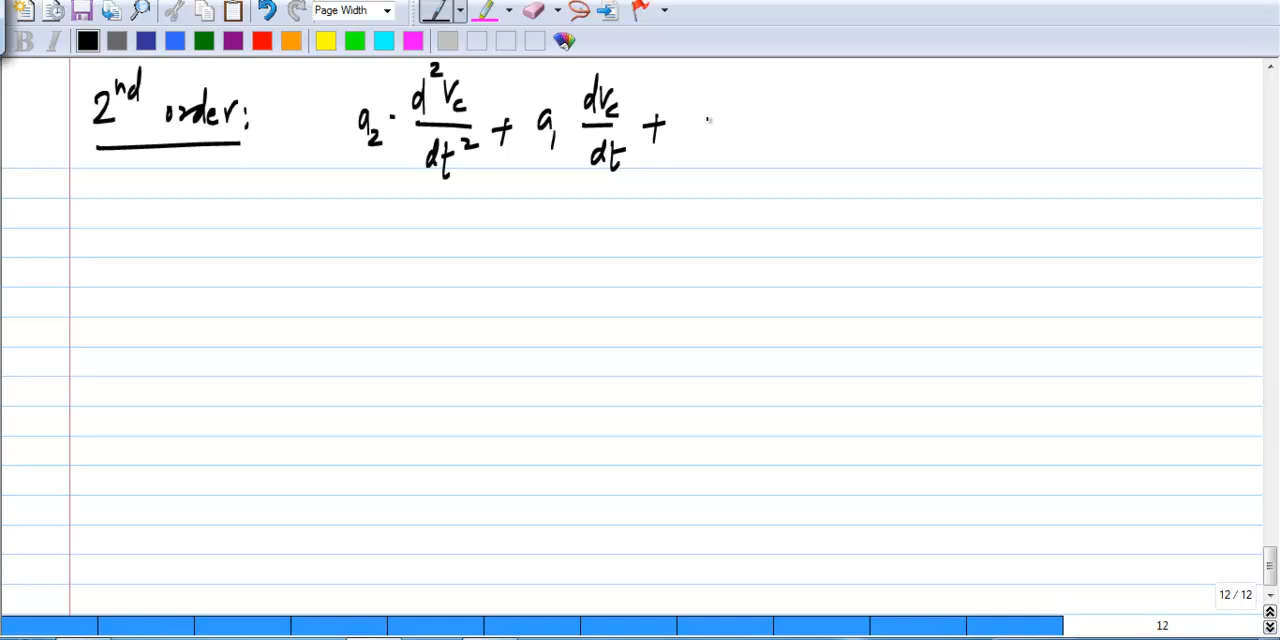 Page Width
B I
2nd order: a₂ · d²Vc/dt² + a₁ dVc/dt +
12 / 12
12